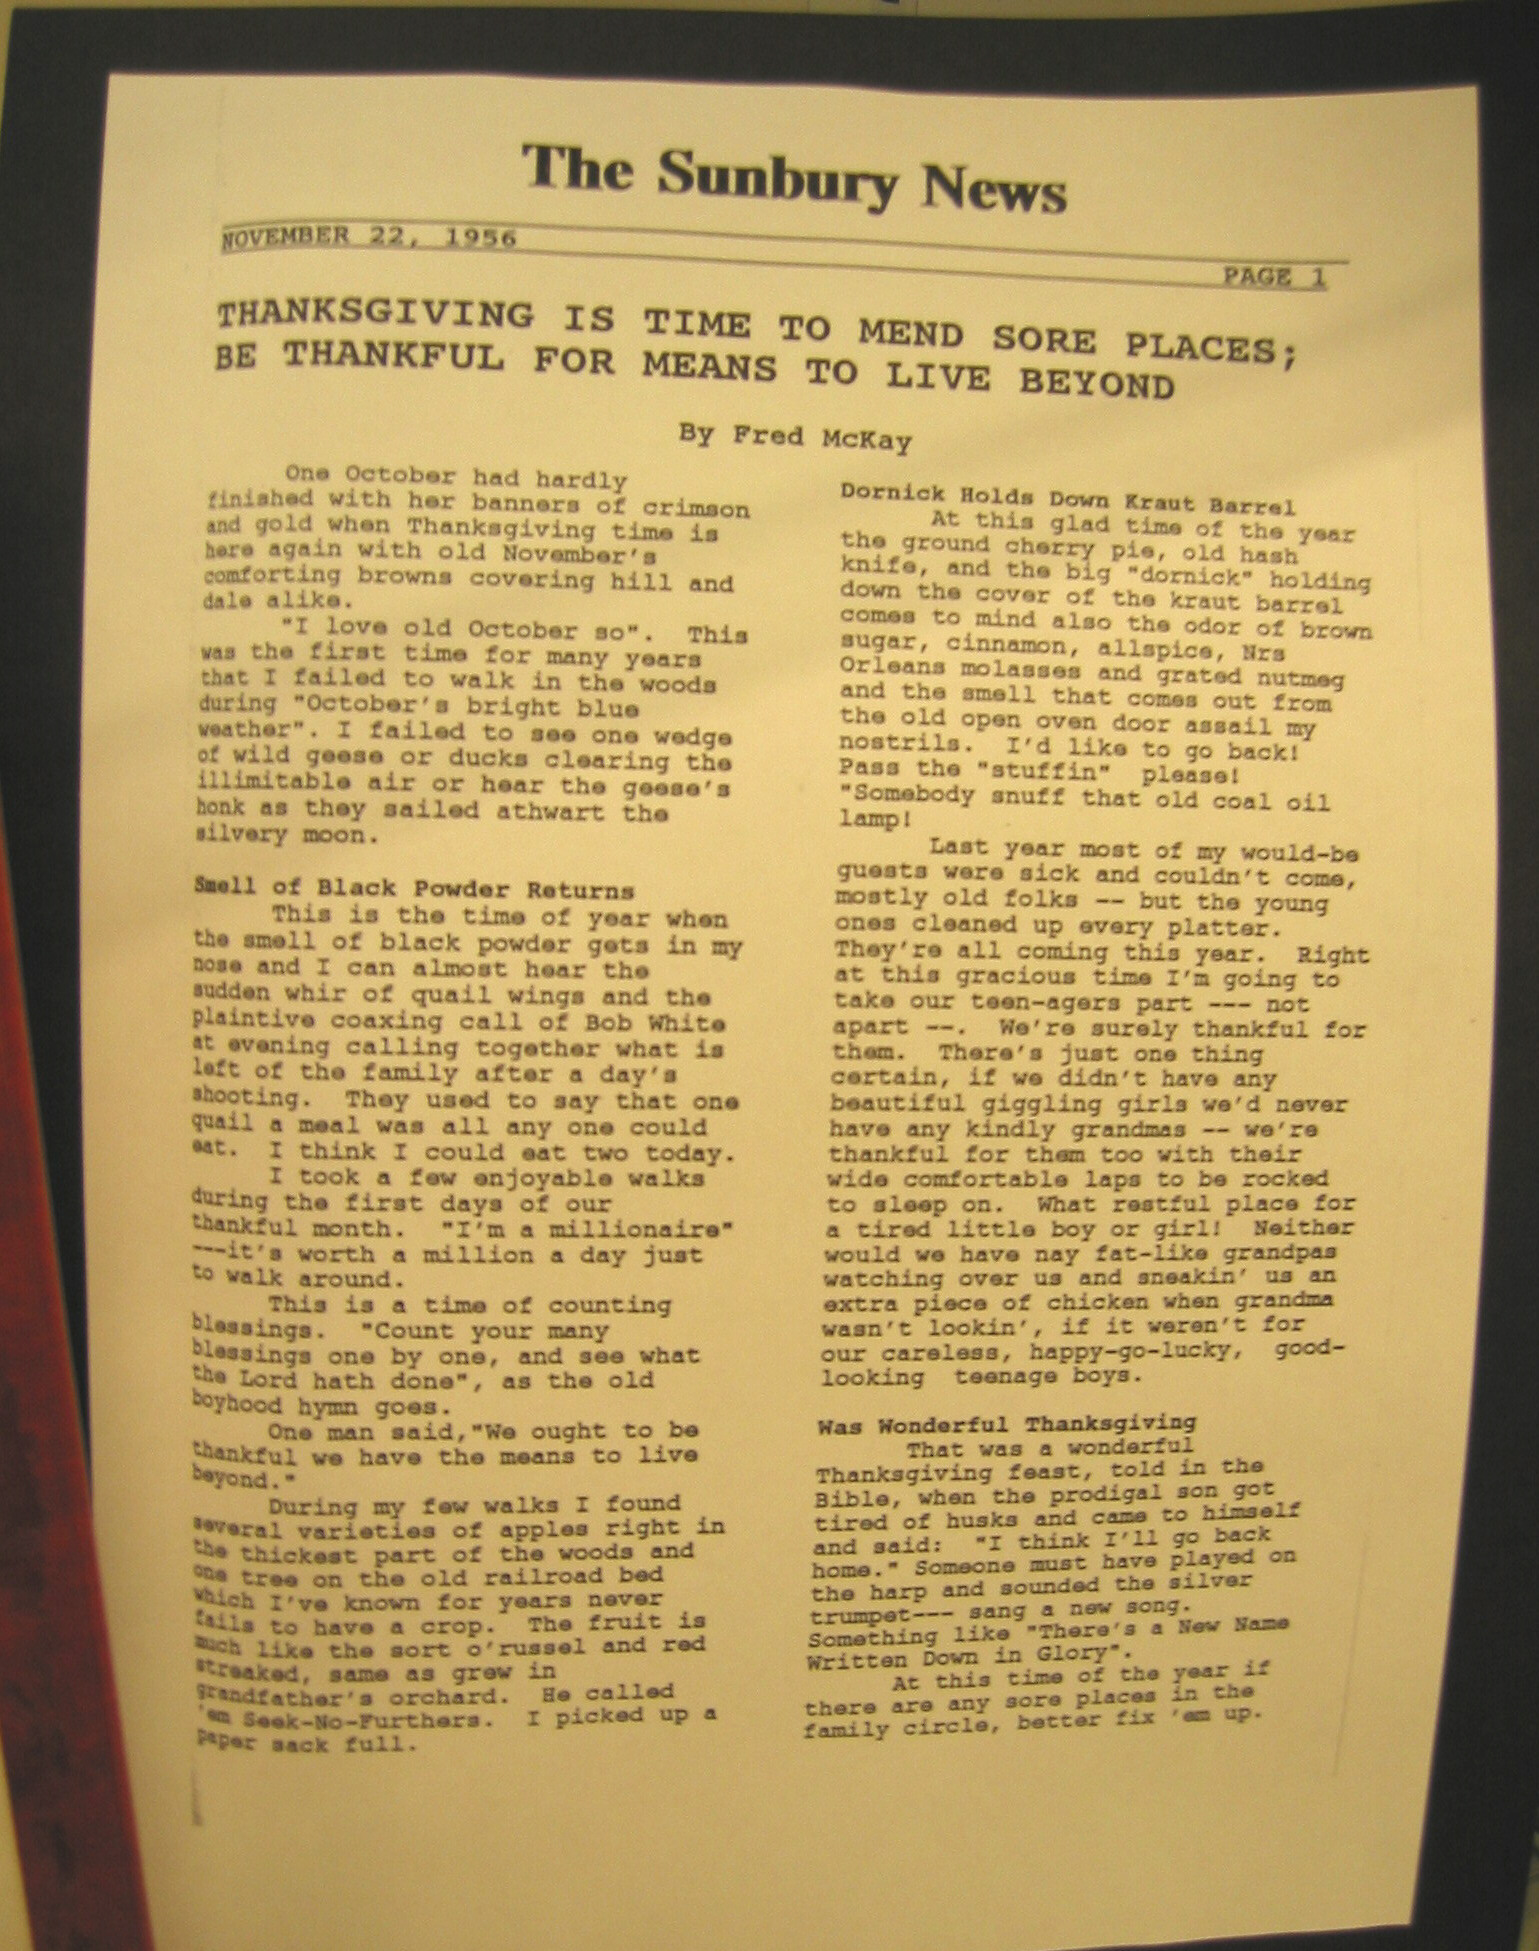 The Sunbury News
NOVEMBER 22, 1956
PAGE 1
THANKSGIVING IS TIME TO MEND SORE PLACES;
BE THANKFUL FOR MEANS TO LIVE BEYOND
By Fred McKay
One October had hardly
finished with her banners of crimson
and gold when Thanksgiving time is
here again with old November's
comforting browns covering hill and
dale alike.
"I love old October so". This
was the first time for many years
that I failed to walk in the woods
during "October's bright blue
weather". I failed to see one wedge
of wild geese or ducks clearing the
illimitable air or hear the geese's
honk as they sailed athwart the
silvery moon.
Smell of Black Powder Returns
This is the time of year when
the smell of black powder gets in my
nose and I can almost hear the
sudden whir of quail wings and the
plaintive coaxing call of Bob White
at evening calling together what is
left of the family after a day's
shooting. They used to say that one
quail a meal was all any one could
eat. I think I could eat two today.
I took a few enjoyable walks
during the first days of our
thankful month. "I'm a millionaire"
---it's worth a million a day just
to walk around.
This is a time of counting
blessings. "Count your many
blessings one by one, and see what
the Lord hath done", as the old
boyhood hymn goes.
One man said,"We ought to be
thankful we have the means to live
beyond."
During my few walks I found
several varieties of apples right in
the thickest part of the woods and
one tree on the old railroad bed
which I've known for years never
fails to have a crop. The fruit is
much like the sort o'russel and red
streaked, same as grew in
grandfather's orchard. He called
'em Seek-No-Furthers. I picked up a
paper sack full.
Dornick Holds Down Kraut Barrel
At this glad time of the year
the ground cherry pie, old hash
knife, and the big "dornick" holding
down the cover of the kraut barrel
comes to mind also the odor of brown
sugar, cinnamon, allspice, Nrs
Orleans molasses and grated nutmeg
and the smell that comes out from
the old open oven door assail my
nostrils. I'd like to go back!
Pass the "stuffin" please!
"Somebody snuff that old coal oil
lamp!
Last year most of my would-be
guests were sick and couldn't come,
mostly old folks -- but the young
ones cleaned up every platter.
They're all coming this year. Right
at this gracious time I'm going to
take our teen-agers part --- not
apart --. We're surely thankful for
them. There's just one thing
certain, if we didn't have any
beautiful giggling girls we'd never
have any kindly grandmas -- we're
thankful for them too with their
wide comfortable laps to be rocked
to sleep on. What restful place for
a tired little boy or girl! Neither
would we have nay fat-like grandpas
watching over us and sneakin' us an
extra piece of chicken when grandma
wasn't lookin', if it weren't for
our careless, happy-go-lucky, good-
looking teenage boys.
Was Wonderful Thanksgiving
That was a wonderful
Thanksgiving feast, told in the
Bible, when the prodigal son got
tired of husks and came to himself
and said: "I think I'll go back
home." Someone must have played on
the harp and sounded the silver
trumpet--- sang a new song.
Something like "There's a New Name
Written Down in Glory".
At this time of the year if
there are any sore places in the
family circle, better fix 'em up.